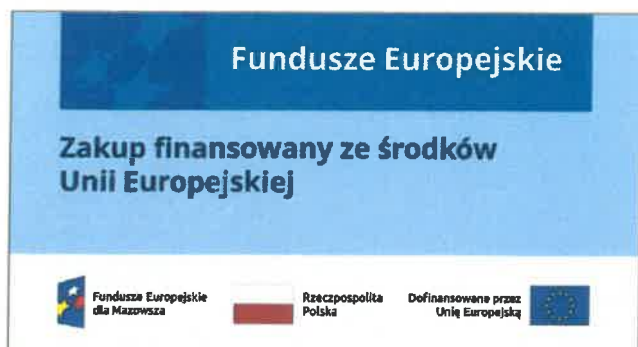 Fundusze Europejskie
Zakup finansowany ze środków
Unii Europejskiej
Fundusze Europejskie
dla Mazowsza
Rzeczpospolita
Polska
Dofinansowane przez
Unię Europejską